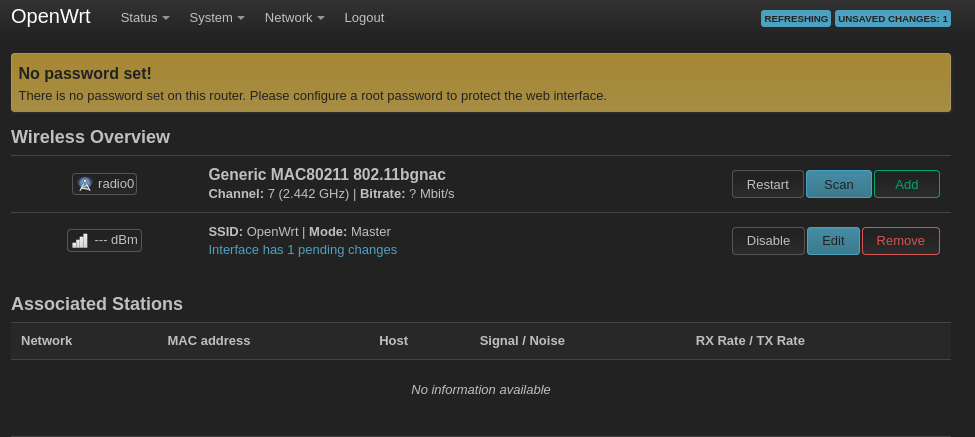 OpenWrt Status System Network Logout REFRESHING UNSAVED CHANGES: 1
No password set!
There is no password set on this router. Please configure a root password to protect the web interface.
Wireless Overview
radio0
Generic MAC80211 802.11bgnac
Channel: 7 (2.442 GHz) | Bitrate: ? Mbit/s
Restart Scan Add
--- dBm
SSID: OpenWrt | Mode: Master
Interface has 1 pending changes
Disable Edit Remove
Associated Stations
Network MAC address Host Signal / Noise RX Rate / TX Rate
No information available